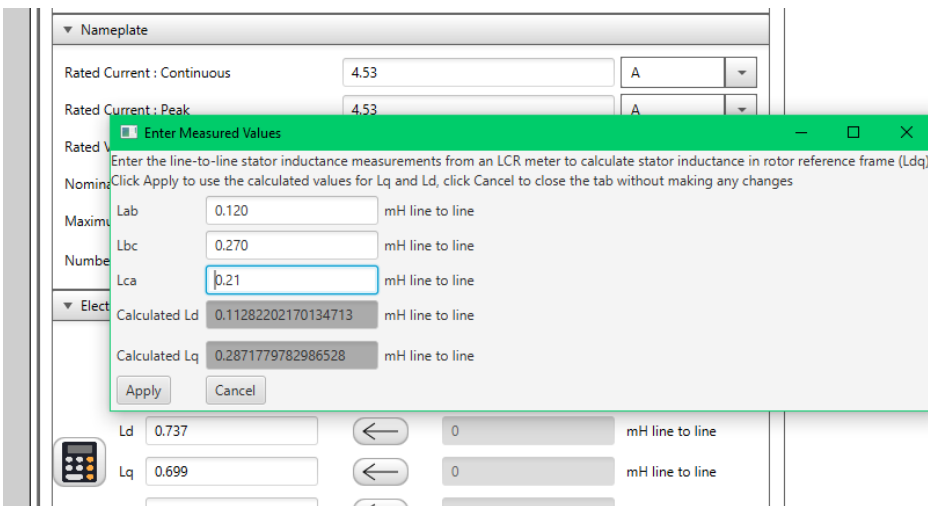 Nameplate
Rated Current : Continuous 4.53 A
Rated Current : Peak 4.53 A
Rated
Enter Measured Values
Enter the line-to-line stator inductance measurements from an LCR meter to calculate stator inductance in rotor reference frame (Ldq)
Click Apply to use the calculated values for Lq and Ld, click Cancel to close the tab without making any changes
Lab 0.120 mH line to line
Lbc 0.270 mH line to line
Lca 0.21 mH line to line
Calculated Ld 0.11282202170134713 mH line to line
Calculated Lq 0.2871779782986528 mH line to line
Apply Cancel
Ld 0.737 0 mH line to line
Lq 0.699 0 mH line to line